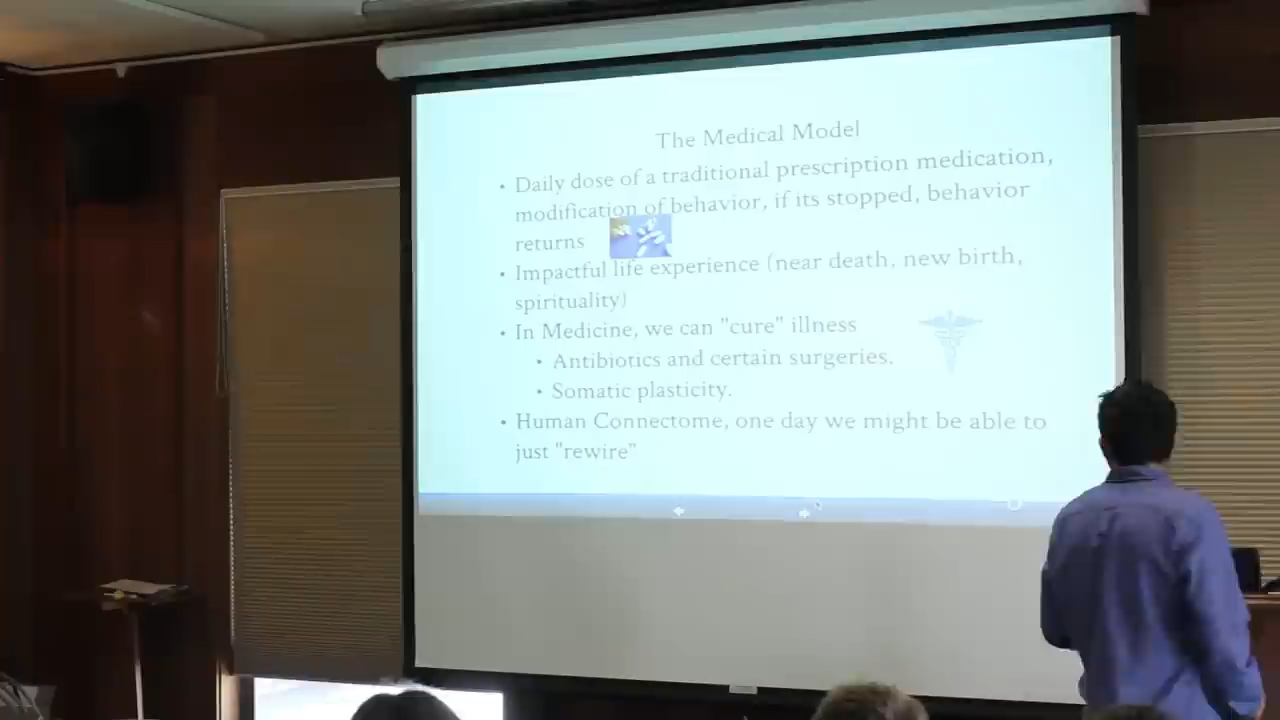 The Medical Model
• Daily dose of a traditional prescription medication,
modification of behavior, if its stopped, behavior
returns
• Impactful life experience (near death, new birth,
spirituality)
• In Medicine, we can "cure" illness
• Antibiotics and certain surgeries.
• Somatic plasticity.
• Human Connectome, one day we might be able to
just "rewire"